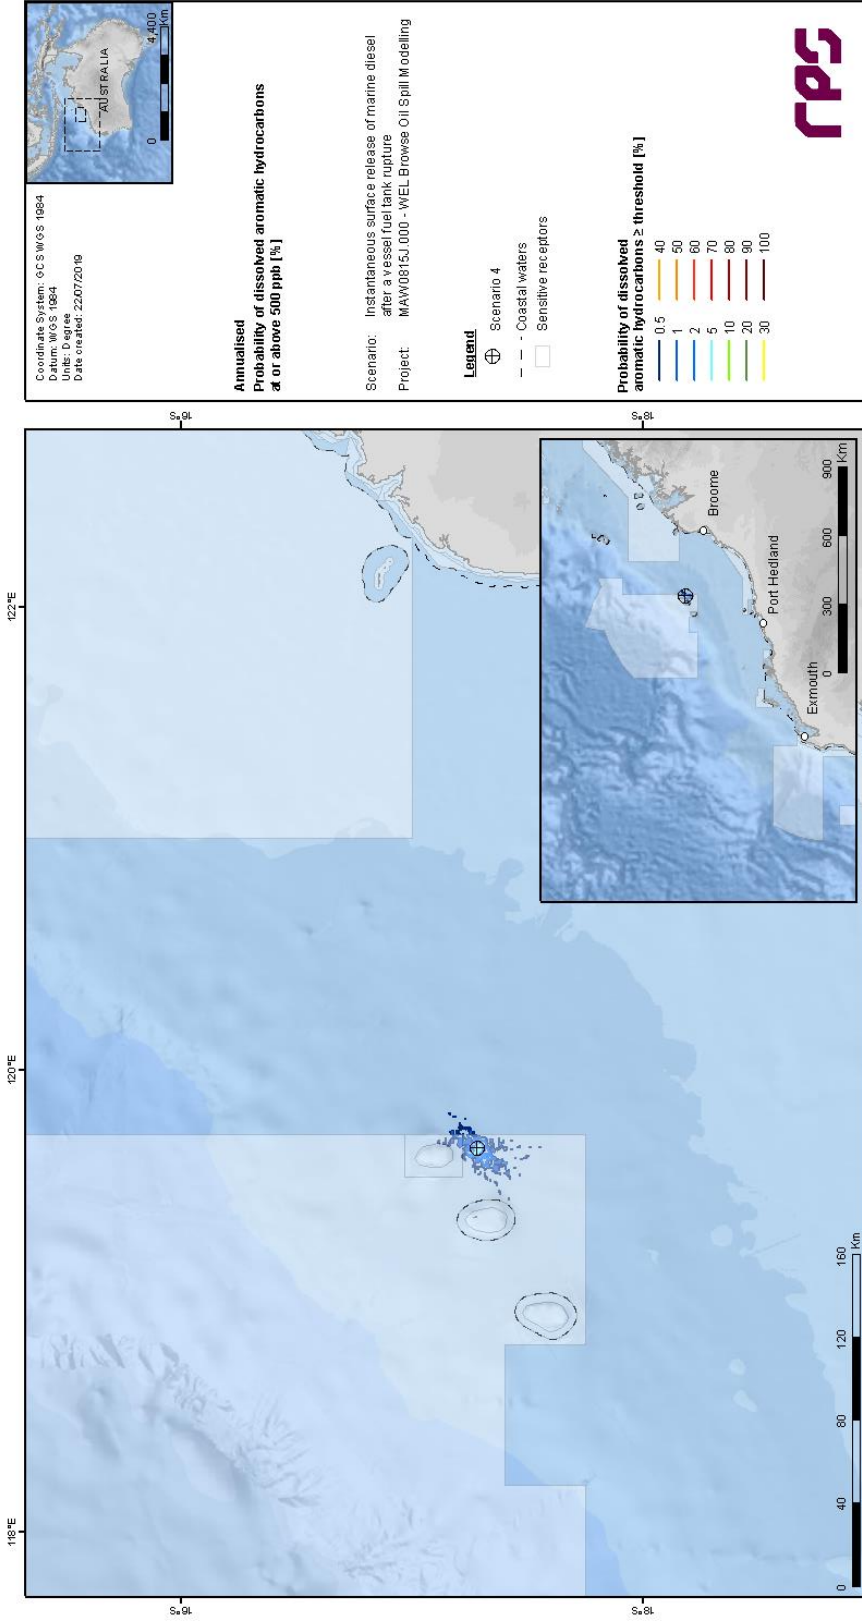 118°E
120°E
122°E
16°S
18°S
16°S
18°S
0 40 80 120 160
Km
Exmouth
Port Hedland
Broome
0 300 600 900
Km
Coordinate System: GCS WGS 1984
Datum: WGS 1984
Units: Degree
Date created: 22/07/2019
AUSTRALIA
0 4,400
Km
Annualised
Probability of dissolved aromatic hydrocarbons
at or above 500 ppb [%]
Scenario: Instantaneous surface release of marine diesel
after a vessel fuel tank rupture
Project: MAW0815J.000 - WEL Browse Oil Spill Modelling
Legend
Scenario 4
Coastal waters
Sensitive receptors
Probability of dissolved
aromatic hydrocarbons ≥ threshold [%]
0.5 40
1 50
2 60
5 70
10 80
20 90
30 100
rps